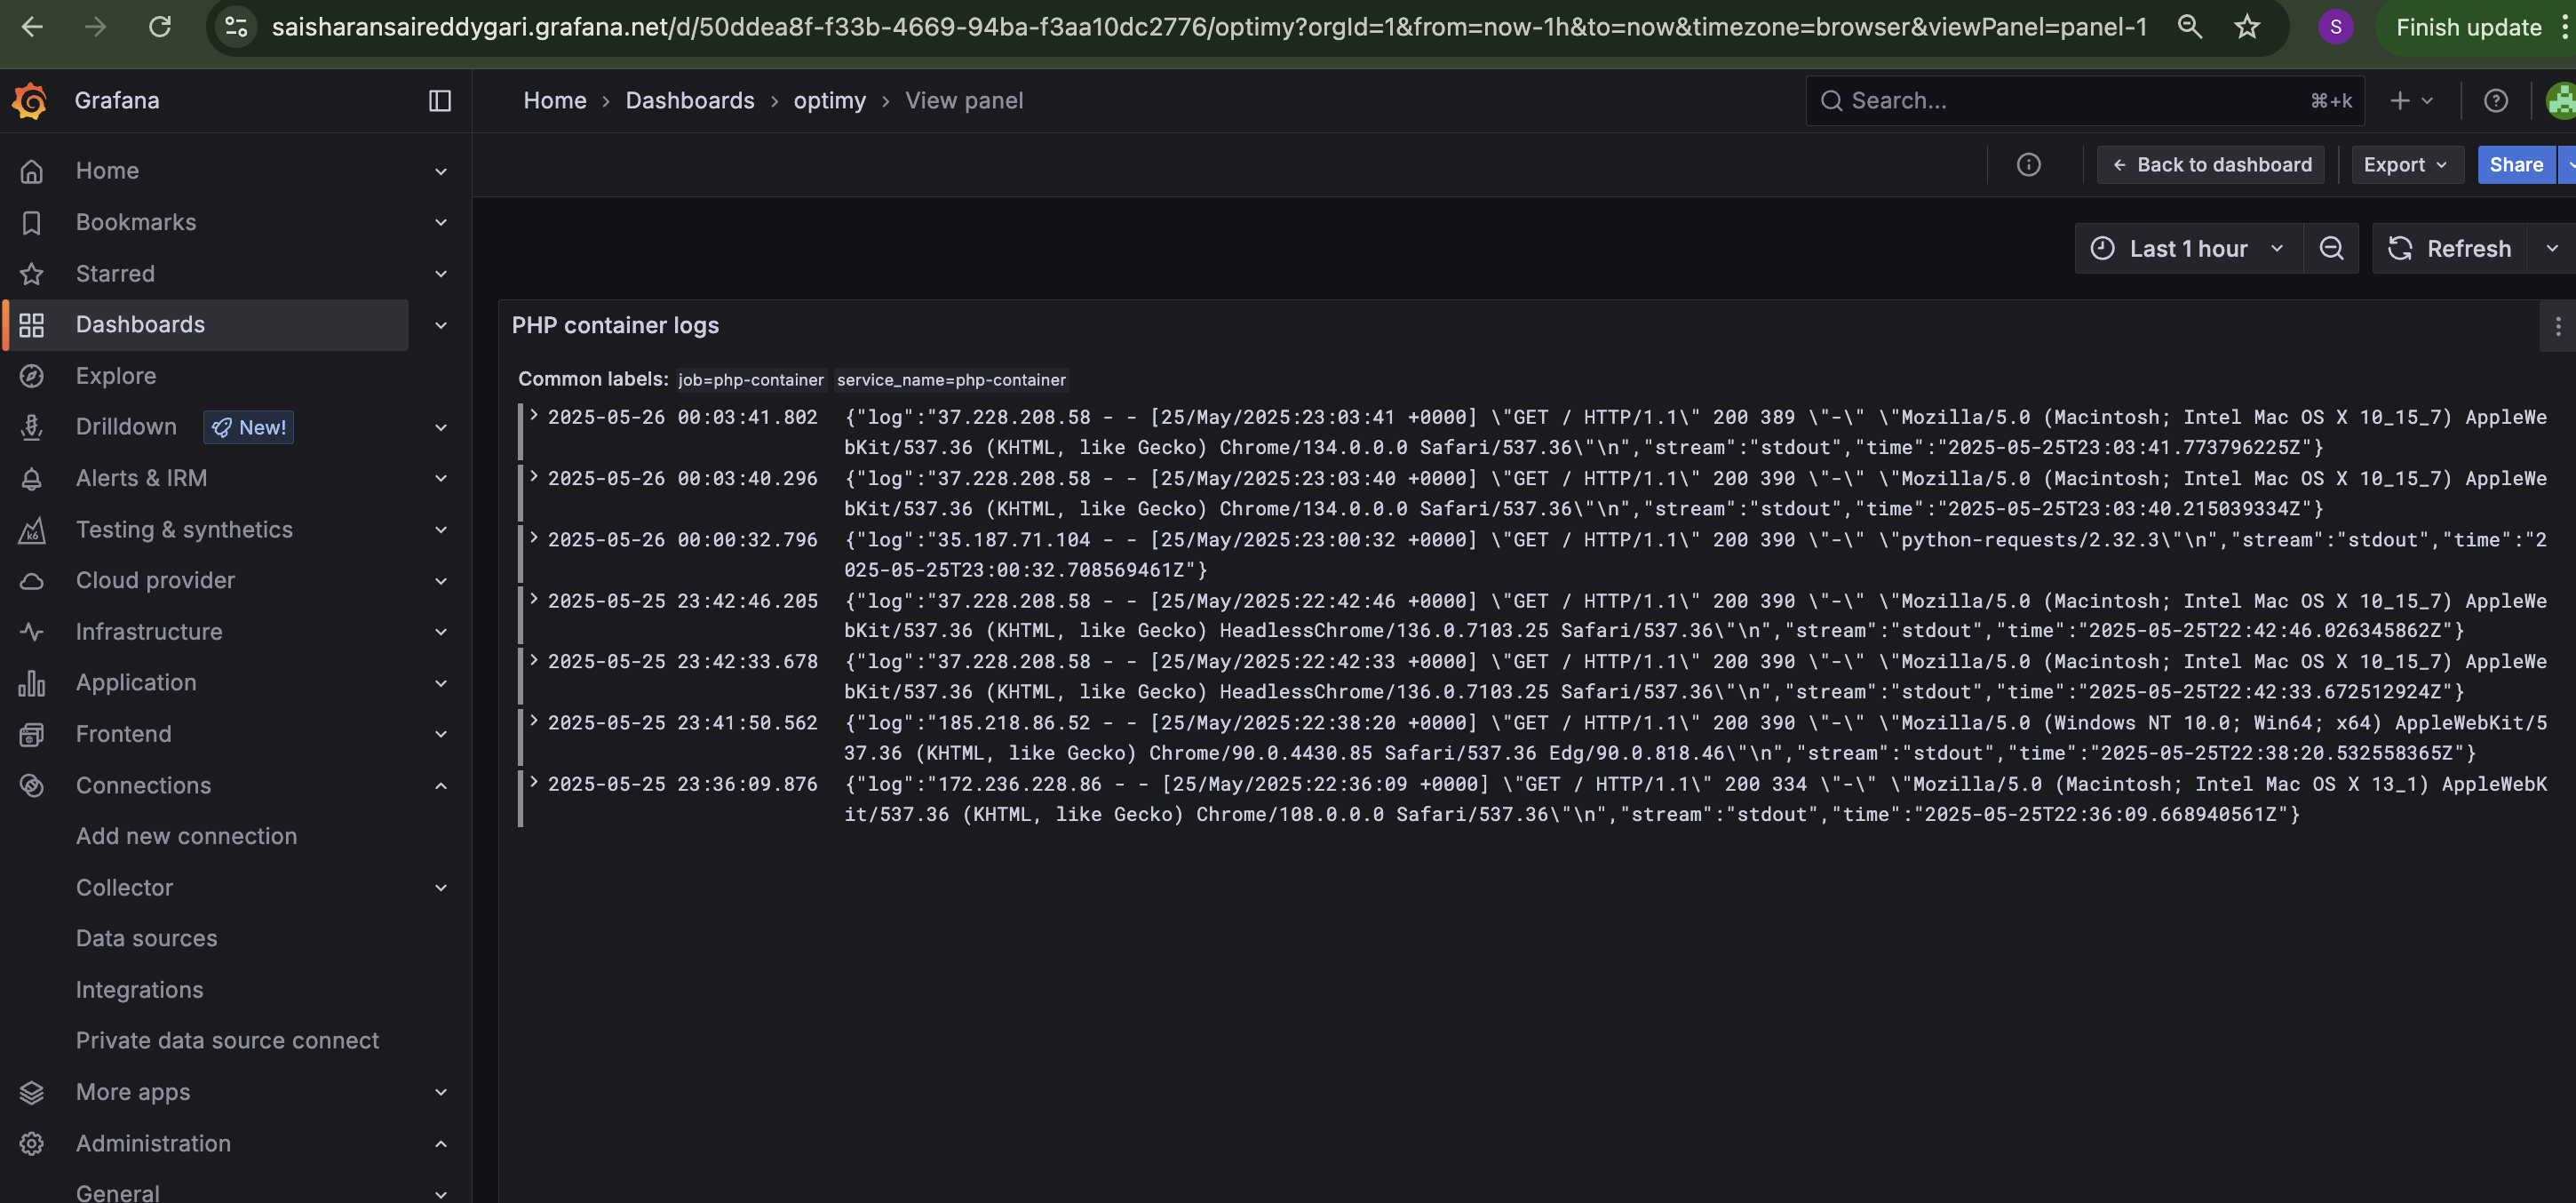 saisharansaireddygari.grafana.net/d/50ddea8f-f33b-4669-94ba-f3aa10dc2776/optimy?orgId=1&from=now-1h&to=now&timezone=browser&viewPanel=panel-1
S
Finish update
Grafana
Home › Dashboards › optimy › View panel
Search...
⌘+k
Back to dashboard
Export
Share
Home
Bookmarks
Starred
Dashboards
Explore
Drilldown
New!
Alerts & IRM
Testing & synthetics
k6
Cloud provider
Infrastructure
Application
Frontend
Connections
Add new connection
Collector
Data sources
Integrations
Private data source connect
More apps
Administration
General
Last 1 hour
Refresh
PHP container logs
Common labels: job=php-container service_name=php-container
2025-05-26 00:03:41.802 {"log":"37.228.208.58 - - [25/May/2025:23:03:41 +0000] \"GET / HTTP/1.1\" 200 389 \"-\" \"Mozilla/5.0 (Macintosh; Intel Mac OS X 10_15_7) AppleWe
bKit/537.36 (KHTML, like Gecko) Chrome/134.0.0.0 Safari/537.36\"\n","stream":"stdout","time":"2025-05-25T23:03:41.773796225Z"}
2025-05-26 00:03:40.296 {"log":"37.228.208.58 - - [25/May/2025:23:03:40 +0000] \"GET / HTTP/1.1\" 200 390 \"-\" \"Mozilla/5.0 (Macintosh; Intel Mac OS X 10_15_7) AppleWe
bKit/537.36 (KHTML, like Gecko) Chrome/134.0.0.0 Safari/537.36\"\n","stream":"stdout","time":"2025-05-25T23:03:40.215039334Z"}
2025-05-26 00:00:32.796 {"log":"35.187.71.104 - - [25/May/2025:23:00:32 +0000] \"GET / HTTP/1.1\" 200 390 \"-\" \"python-requests/2.32.3\"\n","stream":"stdout","time":"2
025-05-25T23:00:32.708569461Z"}
2025-05-25 23:42:46.205 {"log":"37.228.208.58 - - [25/May/2025:22:42:46 +0000] \"GET / HTTP/1.1\" 200 390 \"-\" \"Mozilla/5.0 (Macintosh; Intel Mac OS X 10_15_7) AppleWe
bKit/537.36 (KHTML, like Gecko) HeadlessChrome/136.0.7103.25 Safari/537.36\"\n","stream":"stdout","time":"2025-05-25T22:42:46.026345862Z"}
2025-05-25 23:42:33.678 {"log":"37.228.208.58 - - [25/May/2025:22:42:33 +0000] \"GET / HTTP/1.1\" 200 390 \"-\" \"Mozilla/5.0 (Macintosh; Intel Mac OS X 10_15_7) AppleWe
bKit/537.36 (KHTML, like Gecko) HeadlessChrome/136.0.7103.25 Safari/537.36\"\n","stream":"stdout","time":"2025-05-25T22:42:33.672512924Z"}
2025-05-25 23:41:50.562 {"log":"185.218.86.52 - - [25/May/2025:22:38:20 +0000] \"GET / HTTP/1.1\" 200 390 \"-\" \"Mozilla/5.0 (Windows NT 10.0; Win64; x64) AppleWebKit/5
37.36 (KHTML, like Gecko) Chrome/90.0.4430.85 Safari/537.36 Edg/90.0.818.46\"\n","stream":"stdout","time":"2025-05-25T22:38:20.532558365Z"}
2025-05-25 23:36:09.876 {"log":"172.236.228.86 - - [25/May/2025:22:36:09 +0000] \"GET / HTTP/1.1\" 200 334 \"-\" \"Mozilla/5.0 (Macintosh; Intel Mac OS X 13_1) AppleWebK
it/537.36 (KHTML, like Gecko) Chrome/108.0.0.0 Safari/537.36\"\n","stream":"stdout","time":"2025-05-25T22:36:09.668940561Z"}